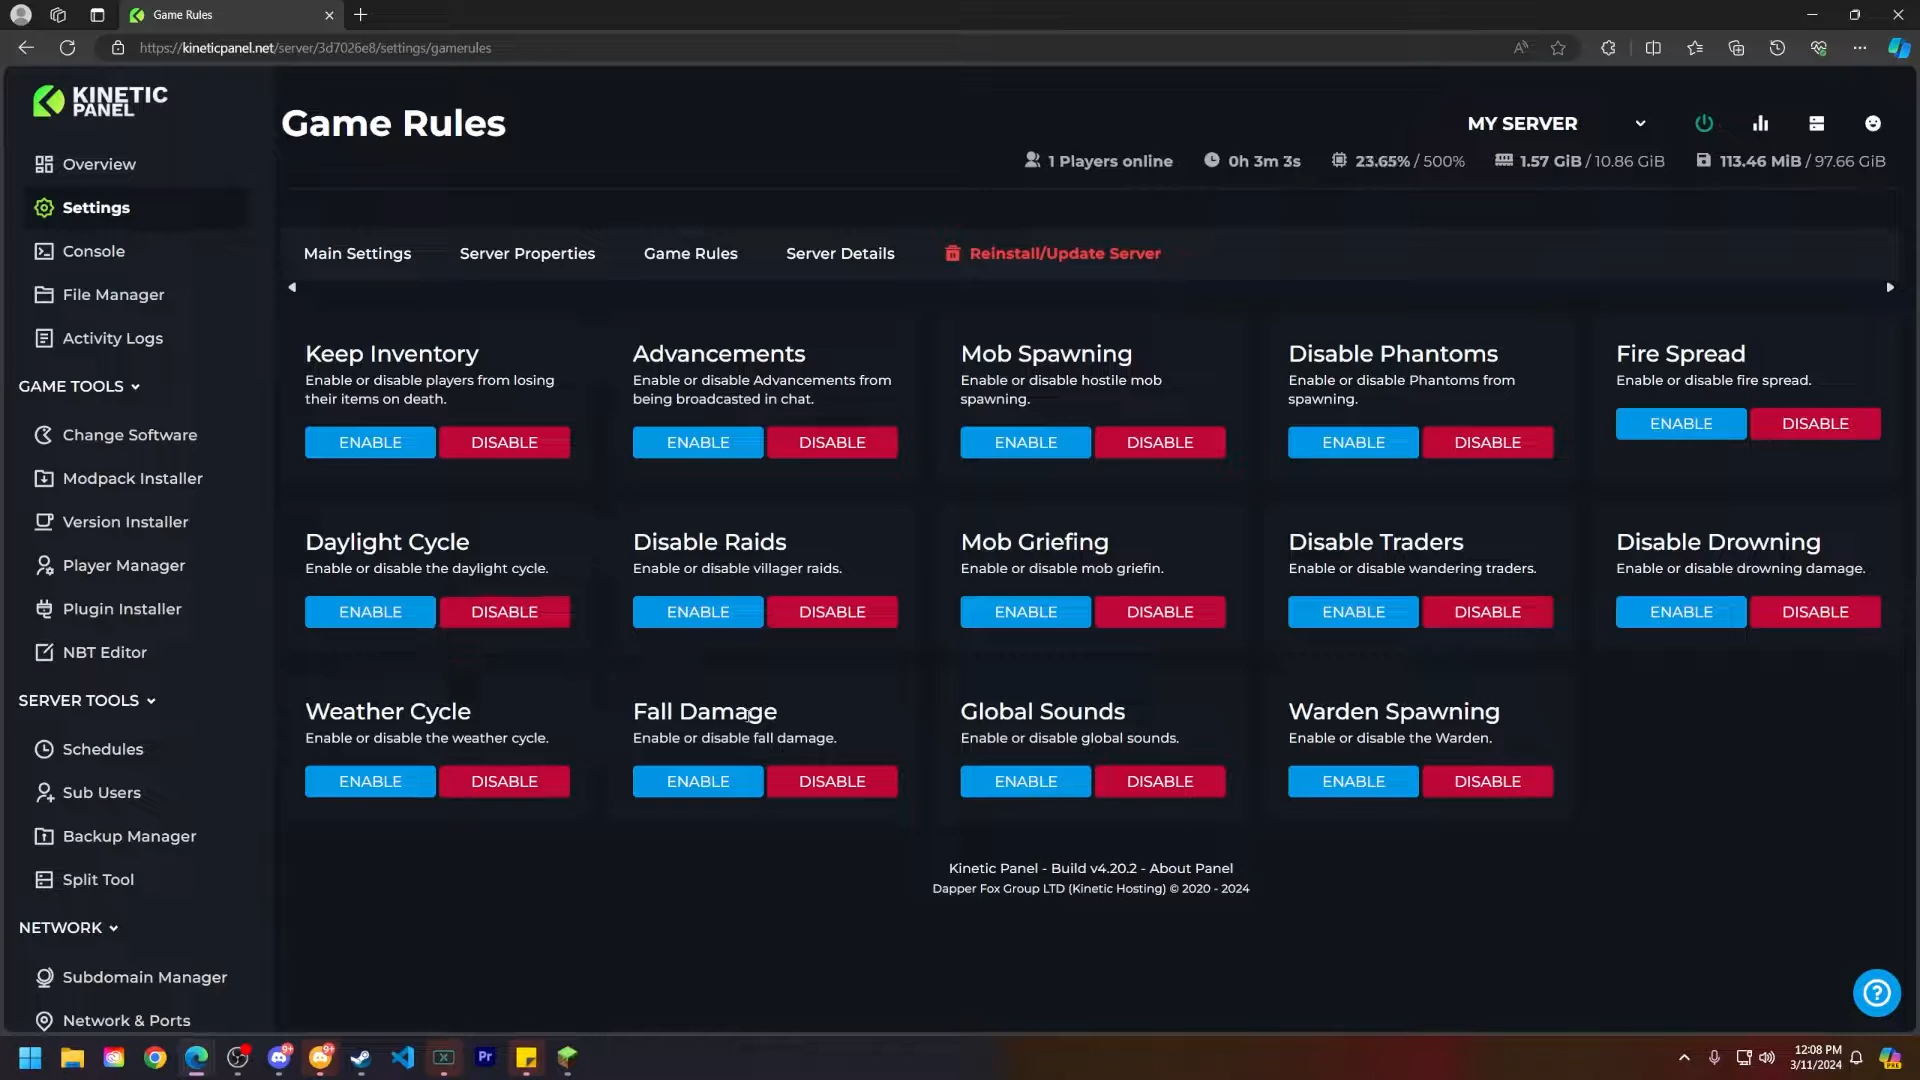 Game Rules
https://kineticpanel.net/server/3d7026e8/settings/gamerules
KINETIC
PANEL
Game Rules
MY SERVER
1 Players online
0h 3m 3s
23.65% / 500%
1.57 GiB / 10.86 GiB
113.46 MiB / 97.66 GiB
Overview
Settings
Console
File Manager
Activity Logs
GAME TOOLS
Change Software
Modpack Installer
Version Installer
Player Manager
Plugin Installer
NBT Editor
SERVER TOOLS
Schedules
Sub Users
Backup Manager
Split Tool
NETWORK
Subdomain Manager
Network & Ports
Main Settings
Server Properties
Game Rules
Server Details
Reinstall/Update Server
Keep Inventory
Enable or disable players from losing
their items on death.
ENABLE
DISABLE
Advancements
Enable or disable Advancements from
being broadcasted in chat.
ENABLE
DISABLE
Mob Spawning
Enable or disable hostile mob
spawning.
ENABLE
DISABLE
Disable Phantoms
Enable or disable Phantoms from
spawning.
ENABLE
DISABLE
Fire Spread
Enable or disable fire spread.
ENABLE
DISABLE
Daylight Cycle
Enable or disable the daylight cycle.
ENABLE
DISABLE
Disable Raids
Enable or disable villager raids.
ENABLE
DISABLE
Mob Griefing
Enable or disable mob griefin.
ENABLE
DISABLE
Disable Traders
Enable or disable wandering traders.
ENABLE
DISABLE
Disable Drowning
Enable or disable drowning damage.
ENABLE
DISABLE
Weather Cycle
Enable or disable the weather cycle.
ENABLE
DISABLE
Fall Damage
Enable or disable fall damage.
ENABLE
DISABLE
Global Sounds
Enable or disable global sounds.
ENABLE
DISABLE
Warden Spawning
Enable or disable the Warden.
ENABLE
DISABLE
Kinetic Panel - Build v4.20.2 - About Panel
Dapper Fox Group LTD (Kinetic Hosting) © 2020 - 2024
Pr
12:08 PM
3/11/2024